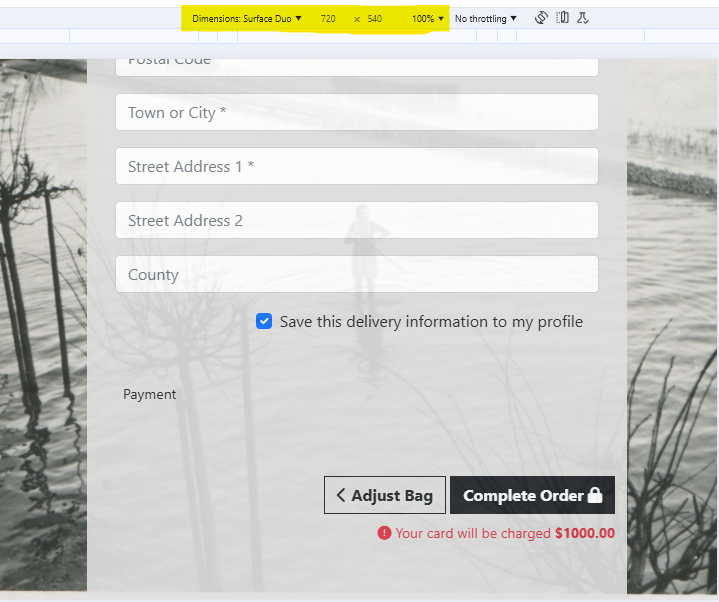 Dimensions: Surface Duo 720 × 540 100% No throttling
Postal Code
Town or City *
Street Address 1 *
Street Address 2
County
Save this delivery information to my profile
Payment
Adjust Bag Complete Order
Your card will be charged $1000.00